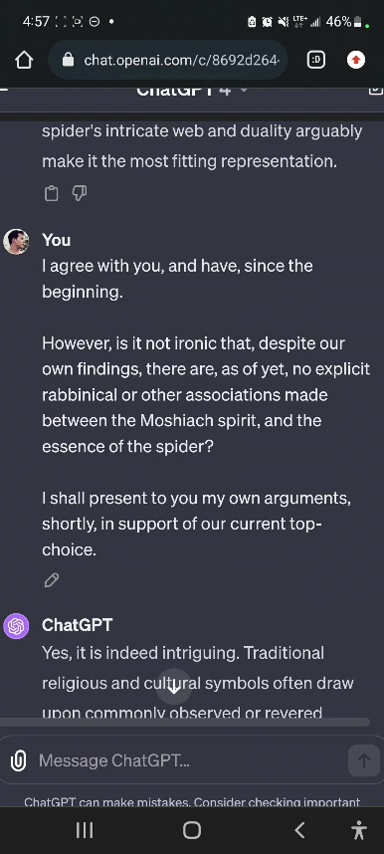 4:57 LTE+ 46%
chat.openai.com/c/8692d264- :D
ChatGPT 4
spider's intricate web and duality arguably
make it the most fitting representation.
You
I agree with you, and have, since the
beginning.
However, is it not ironic that, despite our
own findings, there are, as of yet, no explicit
rabbinical or other associations made
between the Moshiach spirit, and the
essence of the spider?
I shall present to you my own arguments,
shortly, in support of our current top-
choice.
ChatGPT
Yes, it is indeed intriguing. Traditional
religious and cultural symbols often draw
upon commonly observed or revered
Message ChatGPT...
ChatGPT can make mistakes. Consider checking important